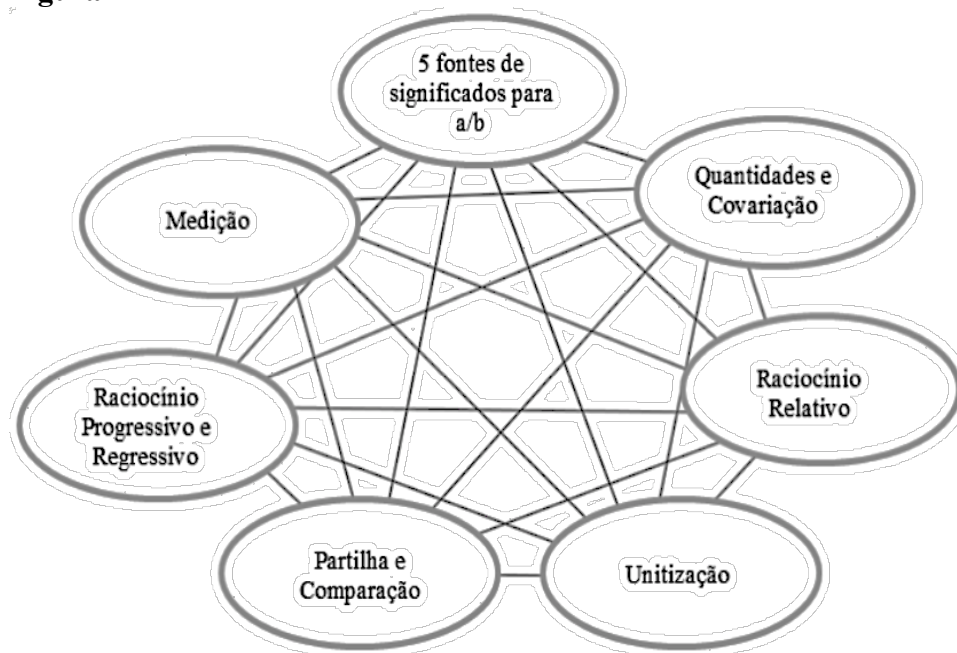 5 fontes de
significados para
a/b
Quantidades e
Covariação
Medição
Raciocínio
Relativo
Raciocínio
Progressivo e
Regressivo
Partilha e
Comparação
Unitização